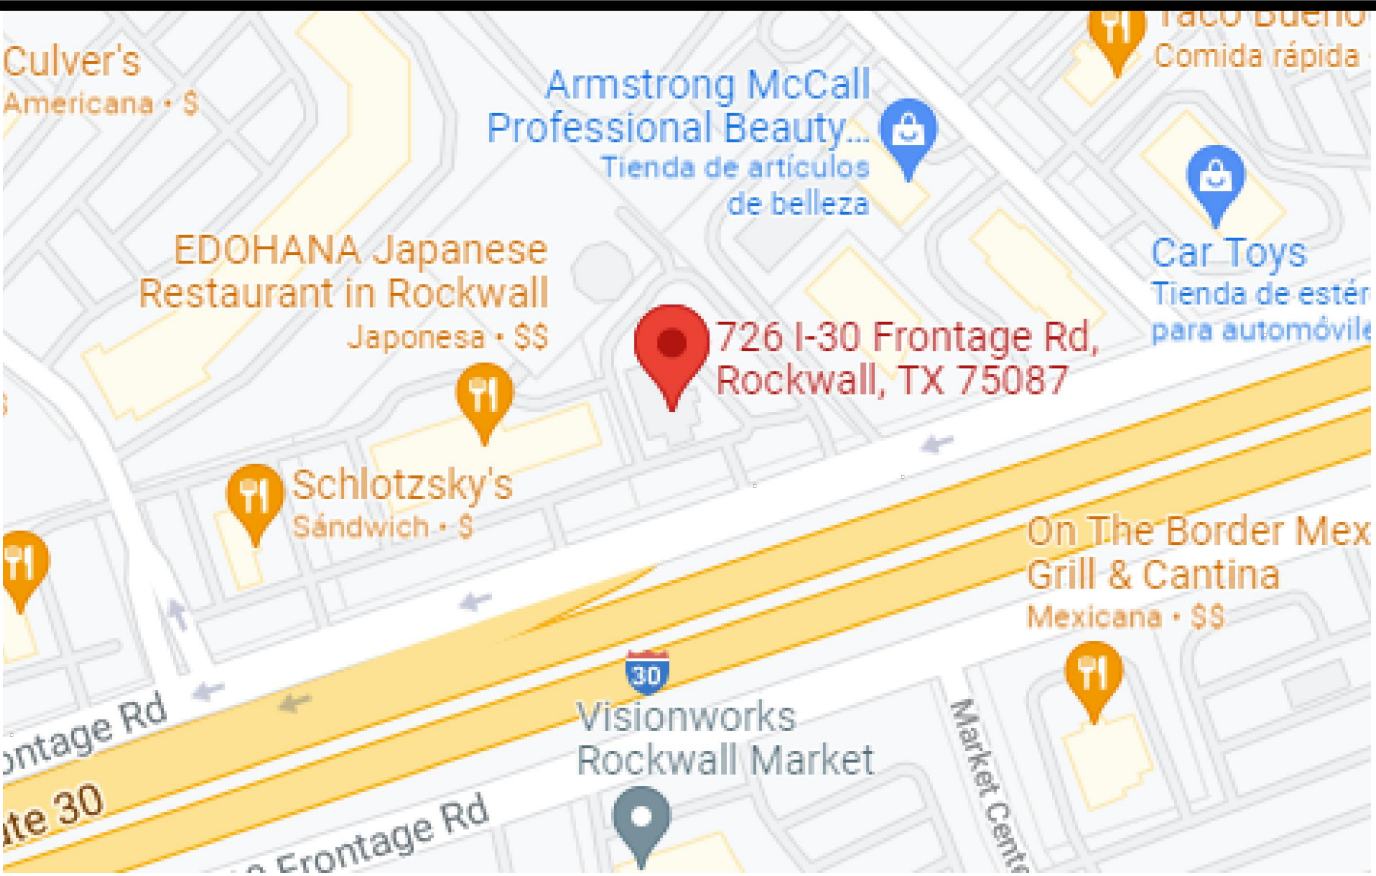 Taco Bueno
Comida rápida
Culver's
Americana • $
Armstrong McCall
Professional Beauty...
Tienda de artículos
de belleza
EDOHANA Japanese
Restaurant in Rockwall
Japonesa • $$
Car Toys
Tienda de estér
para automóvile
726 I-30 Frontage Rd,
Rockwall, TX 75087
Schlotzsky's
Sándwich • $
On The Border Mex
Grill & Cantina
Mexicana • $$
30
Visionworks
Rockwall Market
ontage Rd
ate 30
Frontage Rd
Market Cente